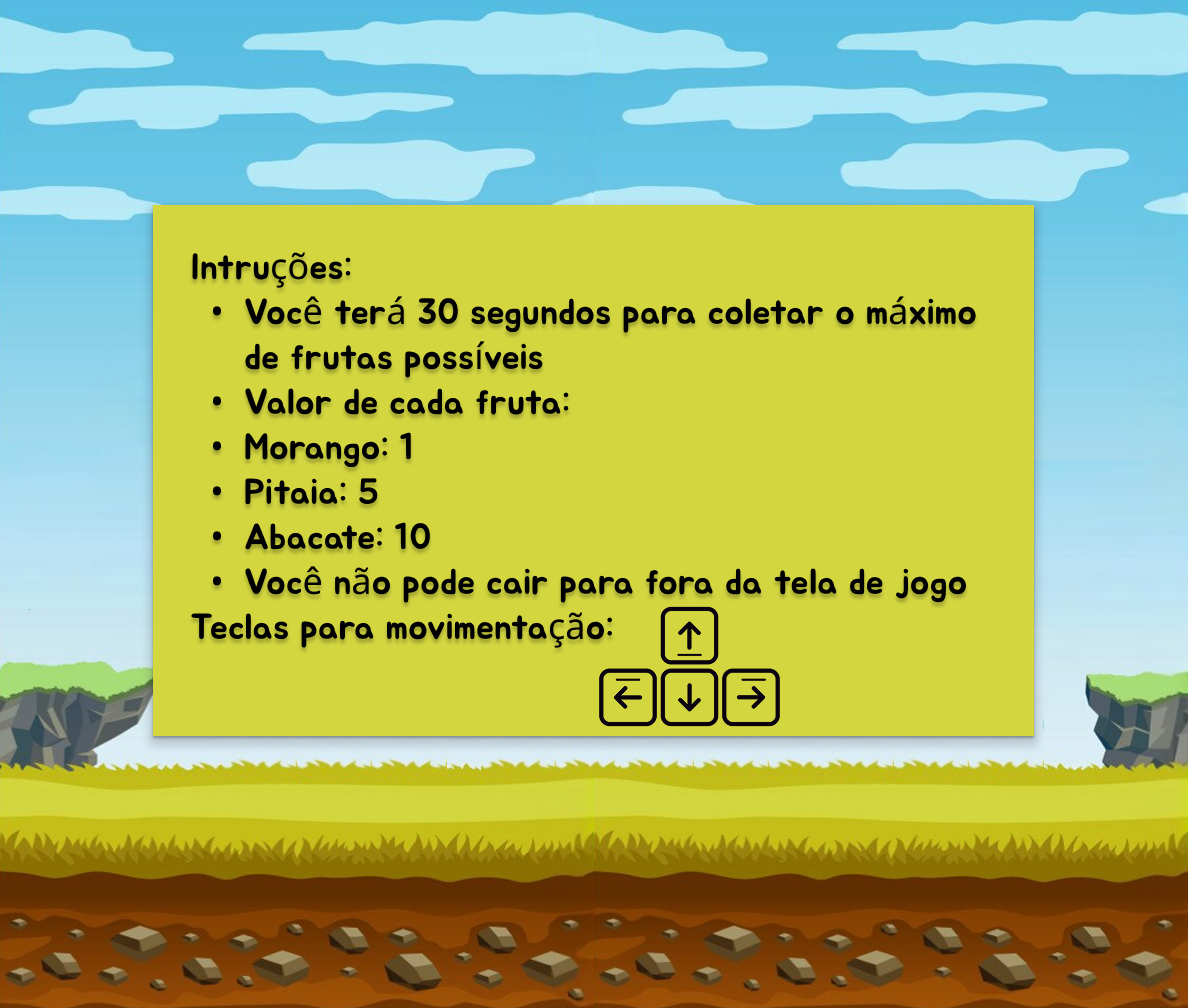 Intruções:
• Você terá 30 segundos para coletar o máximo
de frutas possíveis
• Valor de cada fruta:
• Morango: 1
• Pitaia: 5
• Abacate: 10
• Você não pode cair para fora da tela de jogo
Teclas para movimentação: